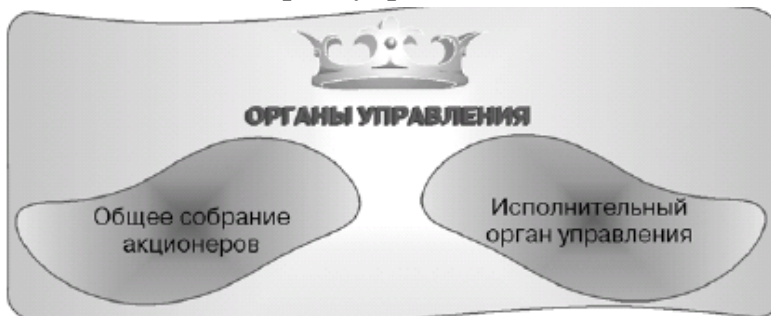 ОРГАНЫ УПРАВЛЕНИЯ
Общее собрание
акционеров
Исполнительный
орган управления